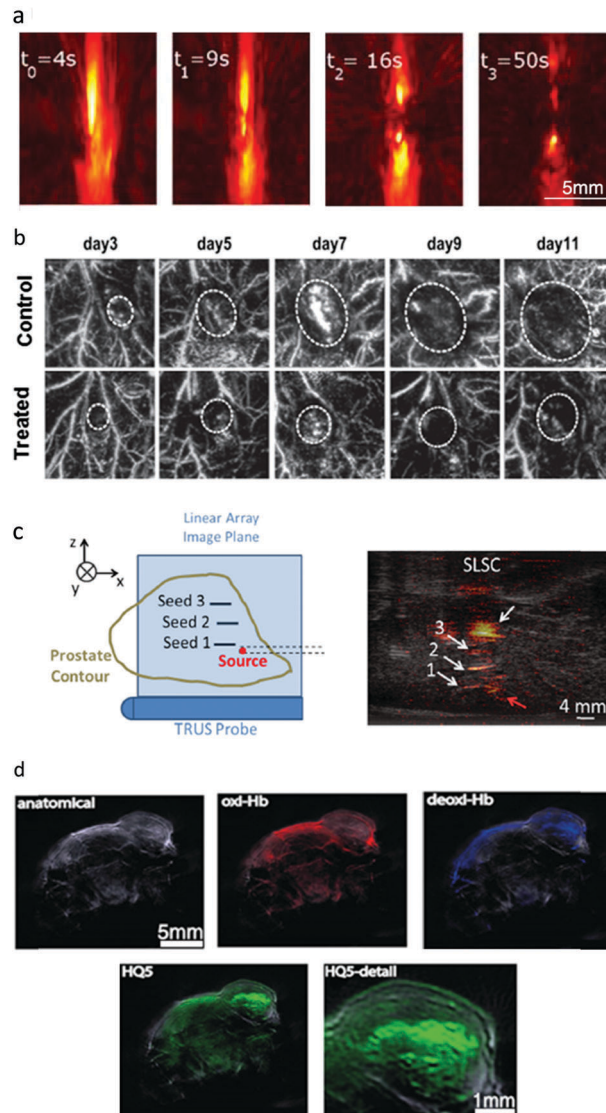 a
t0= 4s
t1= 9s
t2= 16s
t3= 50s
5mm
b
day3
day5
day7
day9
day11
Control
Treated
c
z
x
y
Linear Array
Image Plane
Seed 3
Seed 2
Seed 1
Source
Prostate
Contour
TRUS Probe
SLSC
3
2
1
4 mm
d
anatomical
oxi-Hb
deoxi-Hb
5mm
HQ5
HQ5-detail
1mm